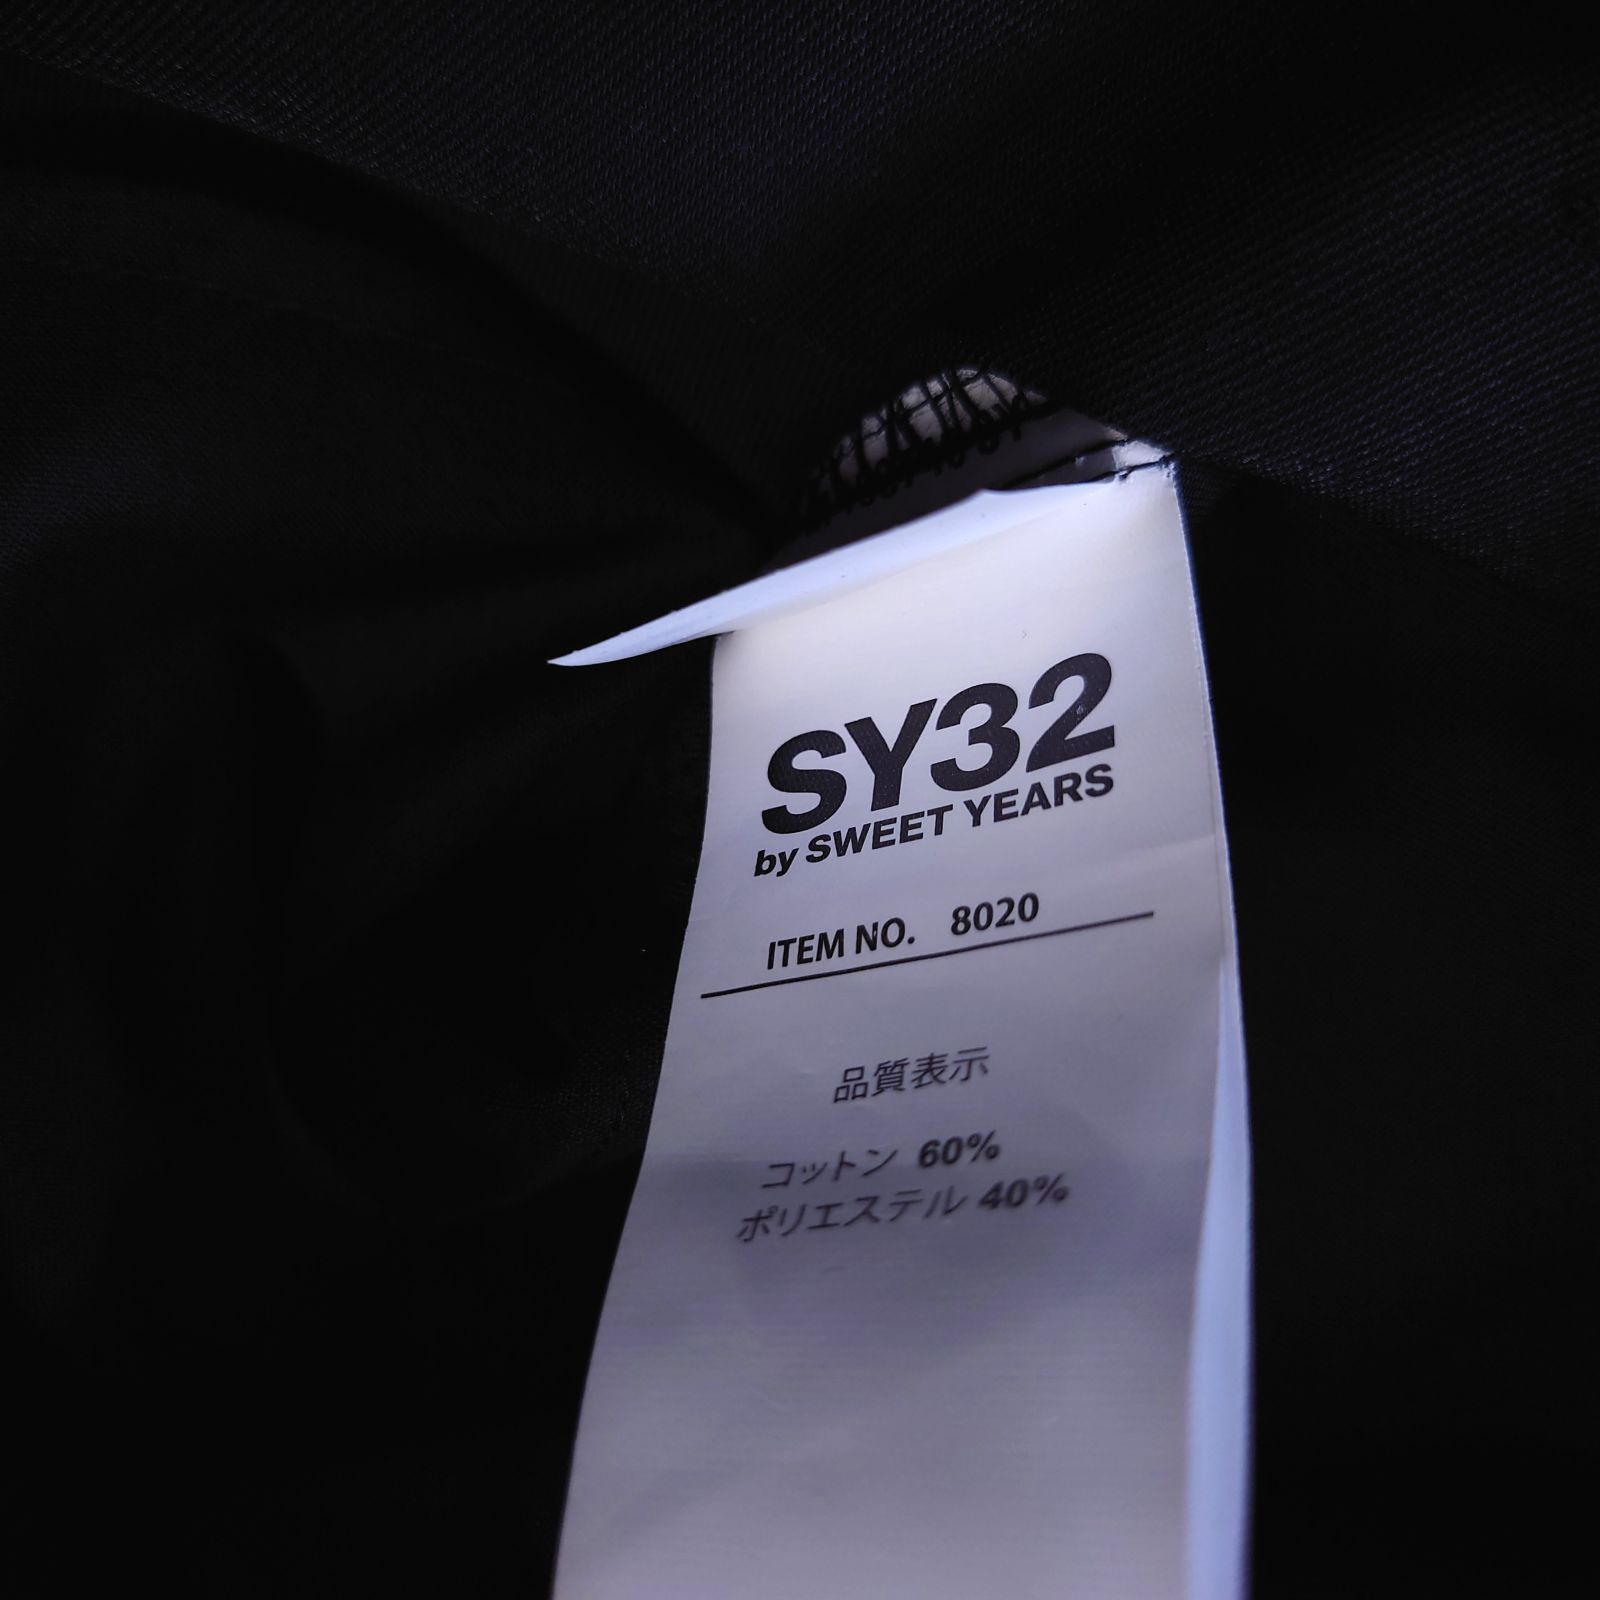 SY32
by SWEET YEARS
ITEM NO. 8020
品質表示
コットン 60%
ポリエステル 40%